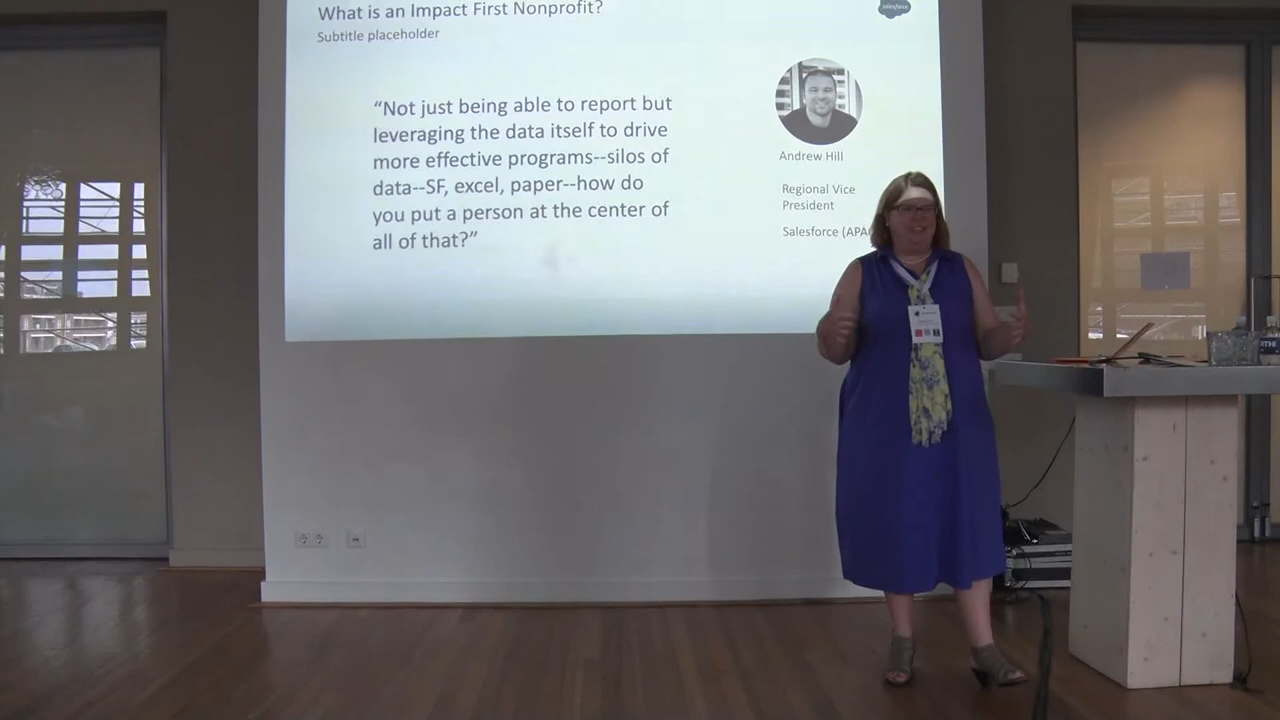 What is an Impact First Nonprofit?
Subtitle placeholder
salesforce
“Not just being able to report but
leveraging the data itself to drive
more effective programs--silos of
data--SF, excel, paper--how do
you put a person at the center of
all of that?”
Andrew Hill
Regional Vice
President
Salesforce (APA